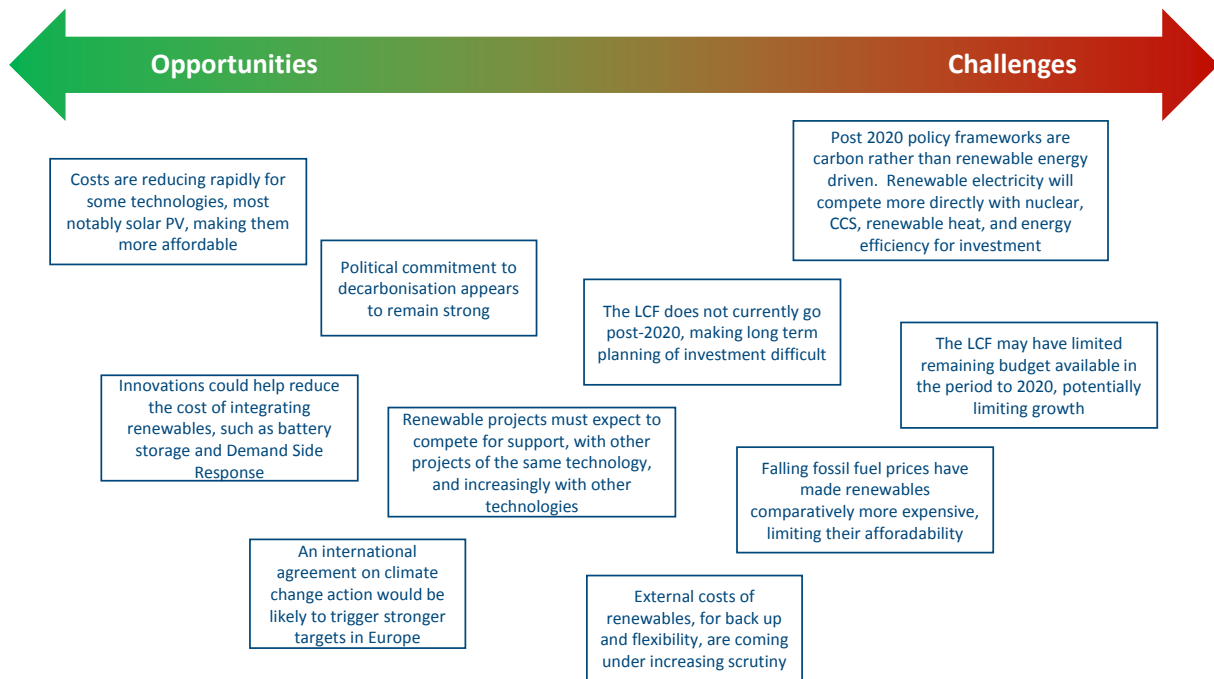 Opportunities
Challenges
Costs are reducing rapidly for
some technologies, most
notably solar PV, making them
more affordable
Political commitment to
decarbonisation appears
to remain strong
Innovations could help reduce
the cost of integrating
renewables, such as battery
storage and Demand Side
Response
Renewable projects must expect to
compete for support, with other
projects of the same technology,
and increasingly with other
technologies
An international
agreement on climate
change action would be
likely to trigger stronger
targets in Europe
Post 2020 policy frameworks are
carbon rather than renewable energy
driven.  Renewable electricity will
compete more directly with nuclear,
CCS, renewable heat, and energy
efficiency for investment
The LCF does not currently go
post-2020, making long term
planning of investment difficult
The LCF may have limited
remaining budget available in
the period to 2020, potentially
limiting growth
Falling fossil fuel prices have
made renewables
comparatively more expensive,
limiting their afforadability
External costs of
renewables, for back up
and flexibility, are coming
under increasing scrutiny